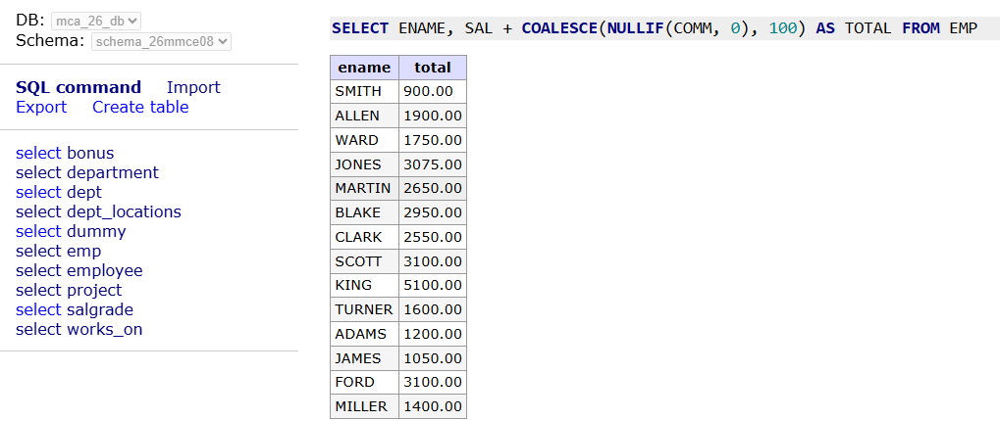 DB: mca_26_db
Schema: schema_26mmce08
SQL command Import
Export Create table
select bonus
select department
select dept
select dept_locations
select dummy
select emp
select employee
select project
select salgrade
select works_on
SELECT ENAME, SAL + COALESCE(NULLIF(COMM, 0), 100) AS TOTAL FROM EMP
ename total
SMITH 900.00
ALLEN 1900.00
WARD 1750.00
JONES 3075.00
MARTIN 2650.00
BLAKE 2950.00
CLARK 2550.00
SCOTT 3100.00
KING 5100.00
TURNER 1600.00
ADAMS 1200.00
JAMES 1050.00
FORD 3100.00
MILLER 1400.00